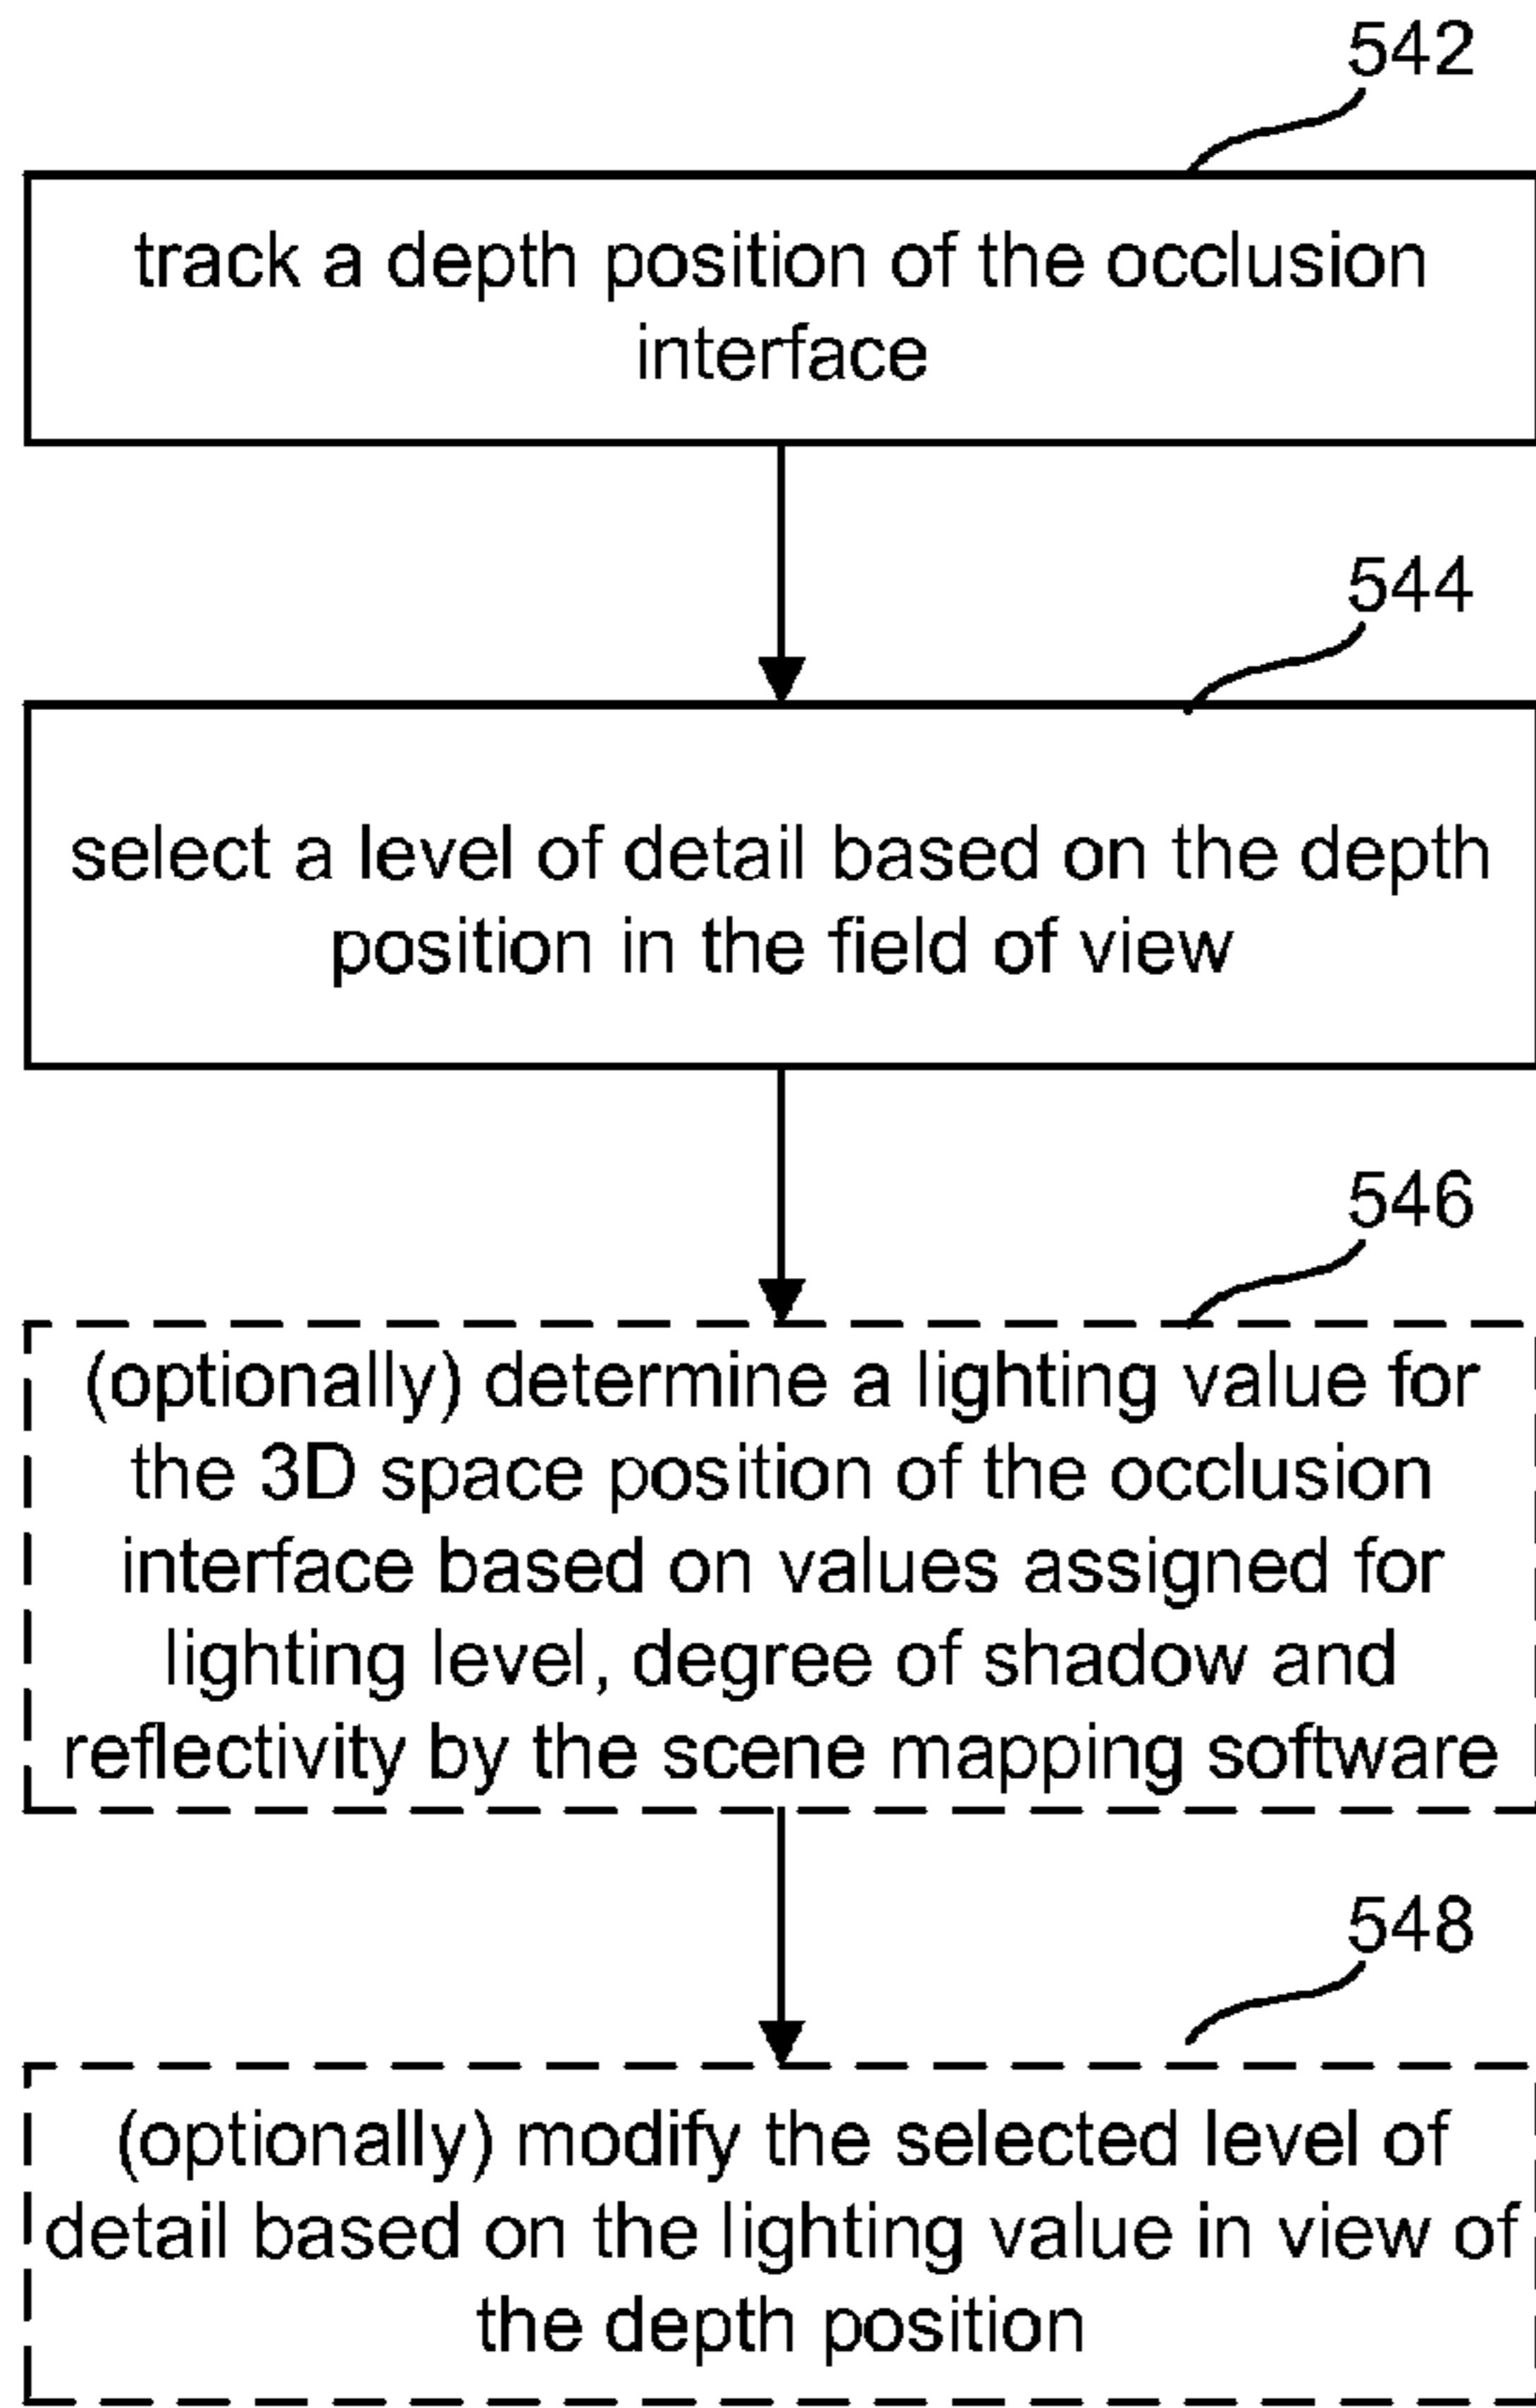 542
track a depth position of the occlusion
interface
544
select a level of detail based on the depth
position in the field of view
546
(optionally) determine a lighting value for
the 3D space position of the occlusion
interface based on values assigned for
lighting level, degree of shadow and
reflectivity by the scene mapping software
548
(optionally) modify the selected level of
detail based on the lighting value in view of
the depth position